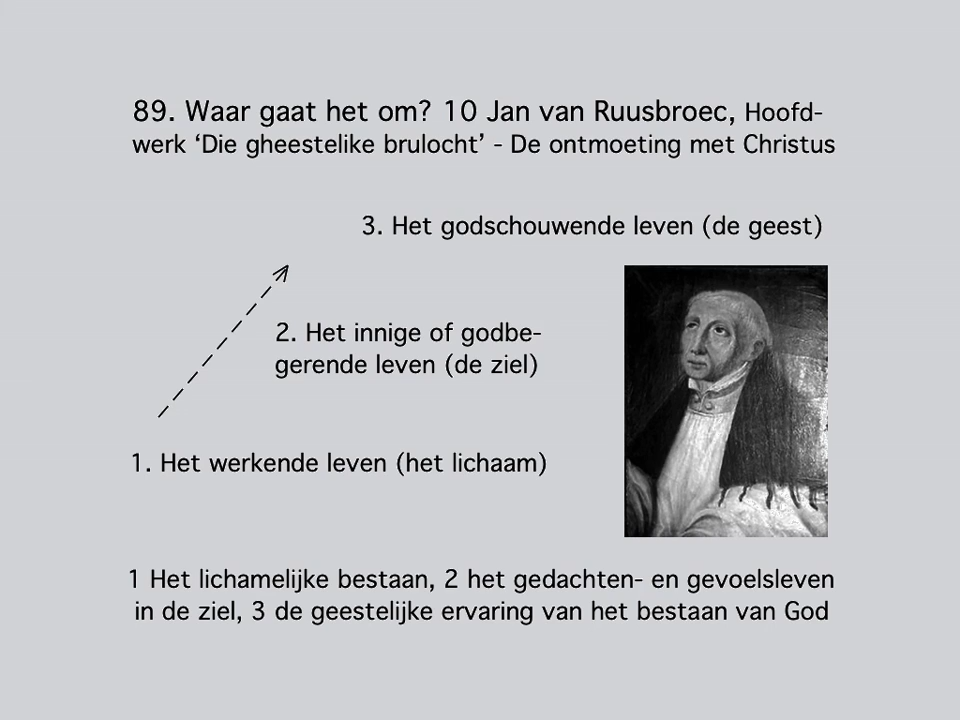 89. Waar gaat het om? 10 Jan van Ruusbroec, Hoofd-
werk ‘Die gheestelike brulocht’ - De ontmoeting met Christus
3. Het godschouwende leven (de geest)
2. Het innige of godbe-
gerende leven (de ziel)
1. Het werkende leven (het lichaam)
1 Het lichamelijke bestaan, 2 het gedachten- en gevoelsleven
in de ziel, 3 de geestelijke ervaring van het bestaan van God